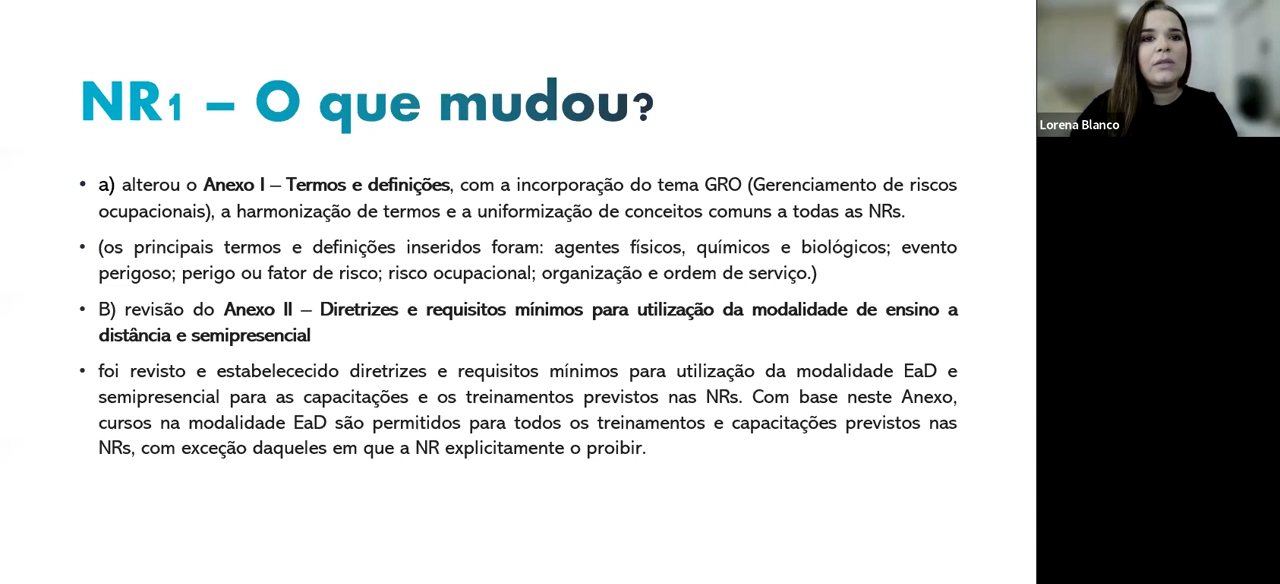 NR1 – O que mudou?
• a) alterou o Anexo I – Termos e definições, com a incorporação do tema GRO (Gerenciamento de riscos
ocupacionais), a harmonização de termos e a uniformização de conceitos comuns a todas as NRs.
• (os principais termos e definições inseridos foram: agentes físicos, químicos e biológicos; evento
perigoso; perigo ou fator de risco; risco ocupacional; organização e ordem de serviço.)
• B) revisão do Anexo II – Diretrizes e requisitos mínimos para utilização da modalidade de ensino a
distância e semipresencial
• foi revisto e estabelececido diretrizes e requisitos mínimos para utilização da modalidade EaD e
semipresencial para as capacitações e os treinamentos previstos nas NRs. Com base neste Anexo,
cursos na modalidade EaD são permitidos para todos os treinamentos e capacitações previstos nas
NRs, com exceção daqueles em que a NR explicitamente o proibir.
Lorena Blanco